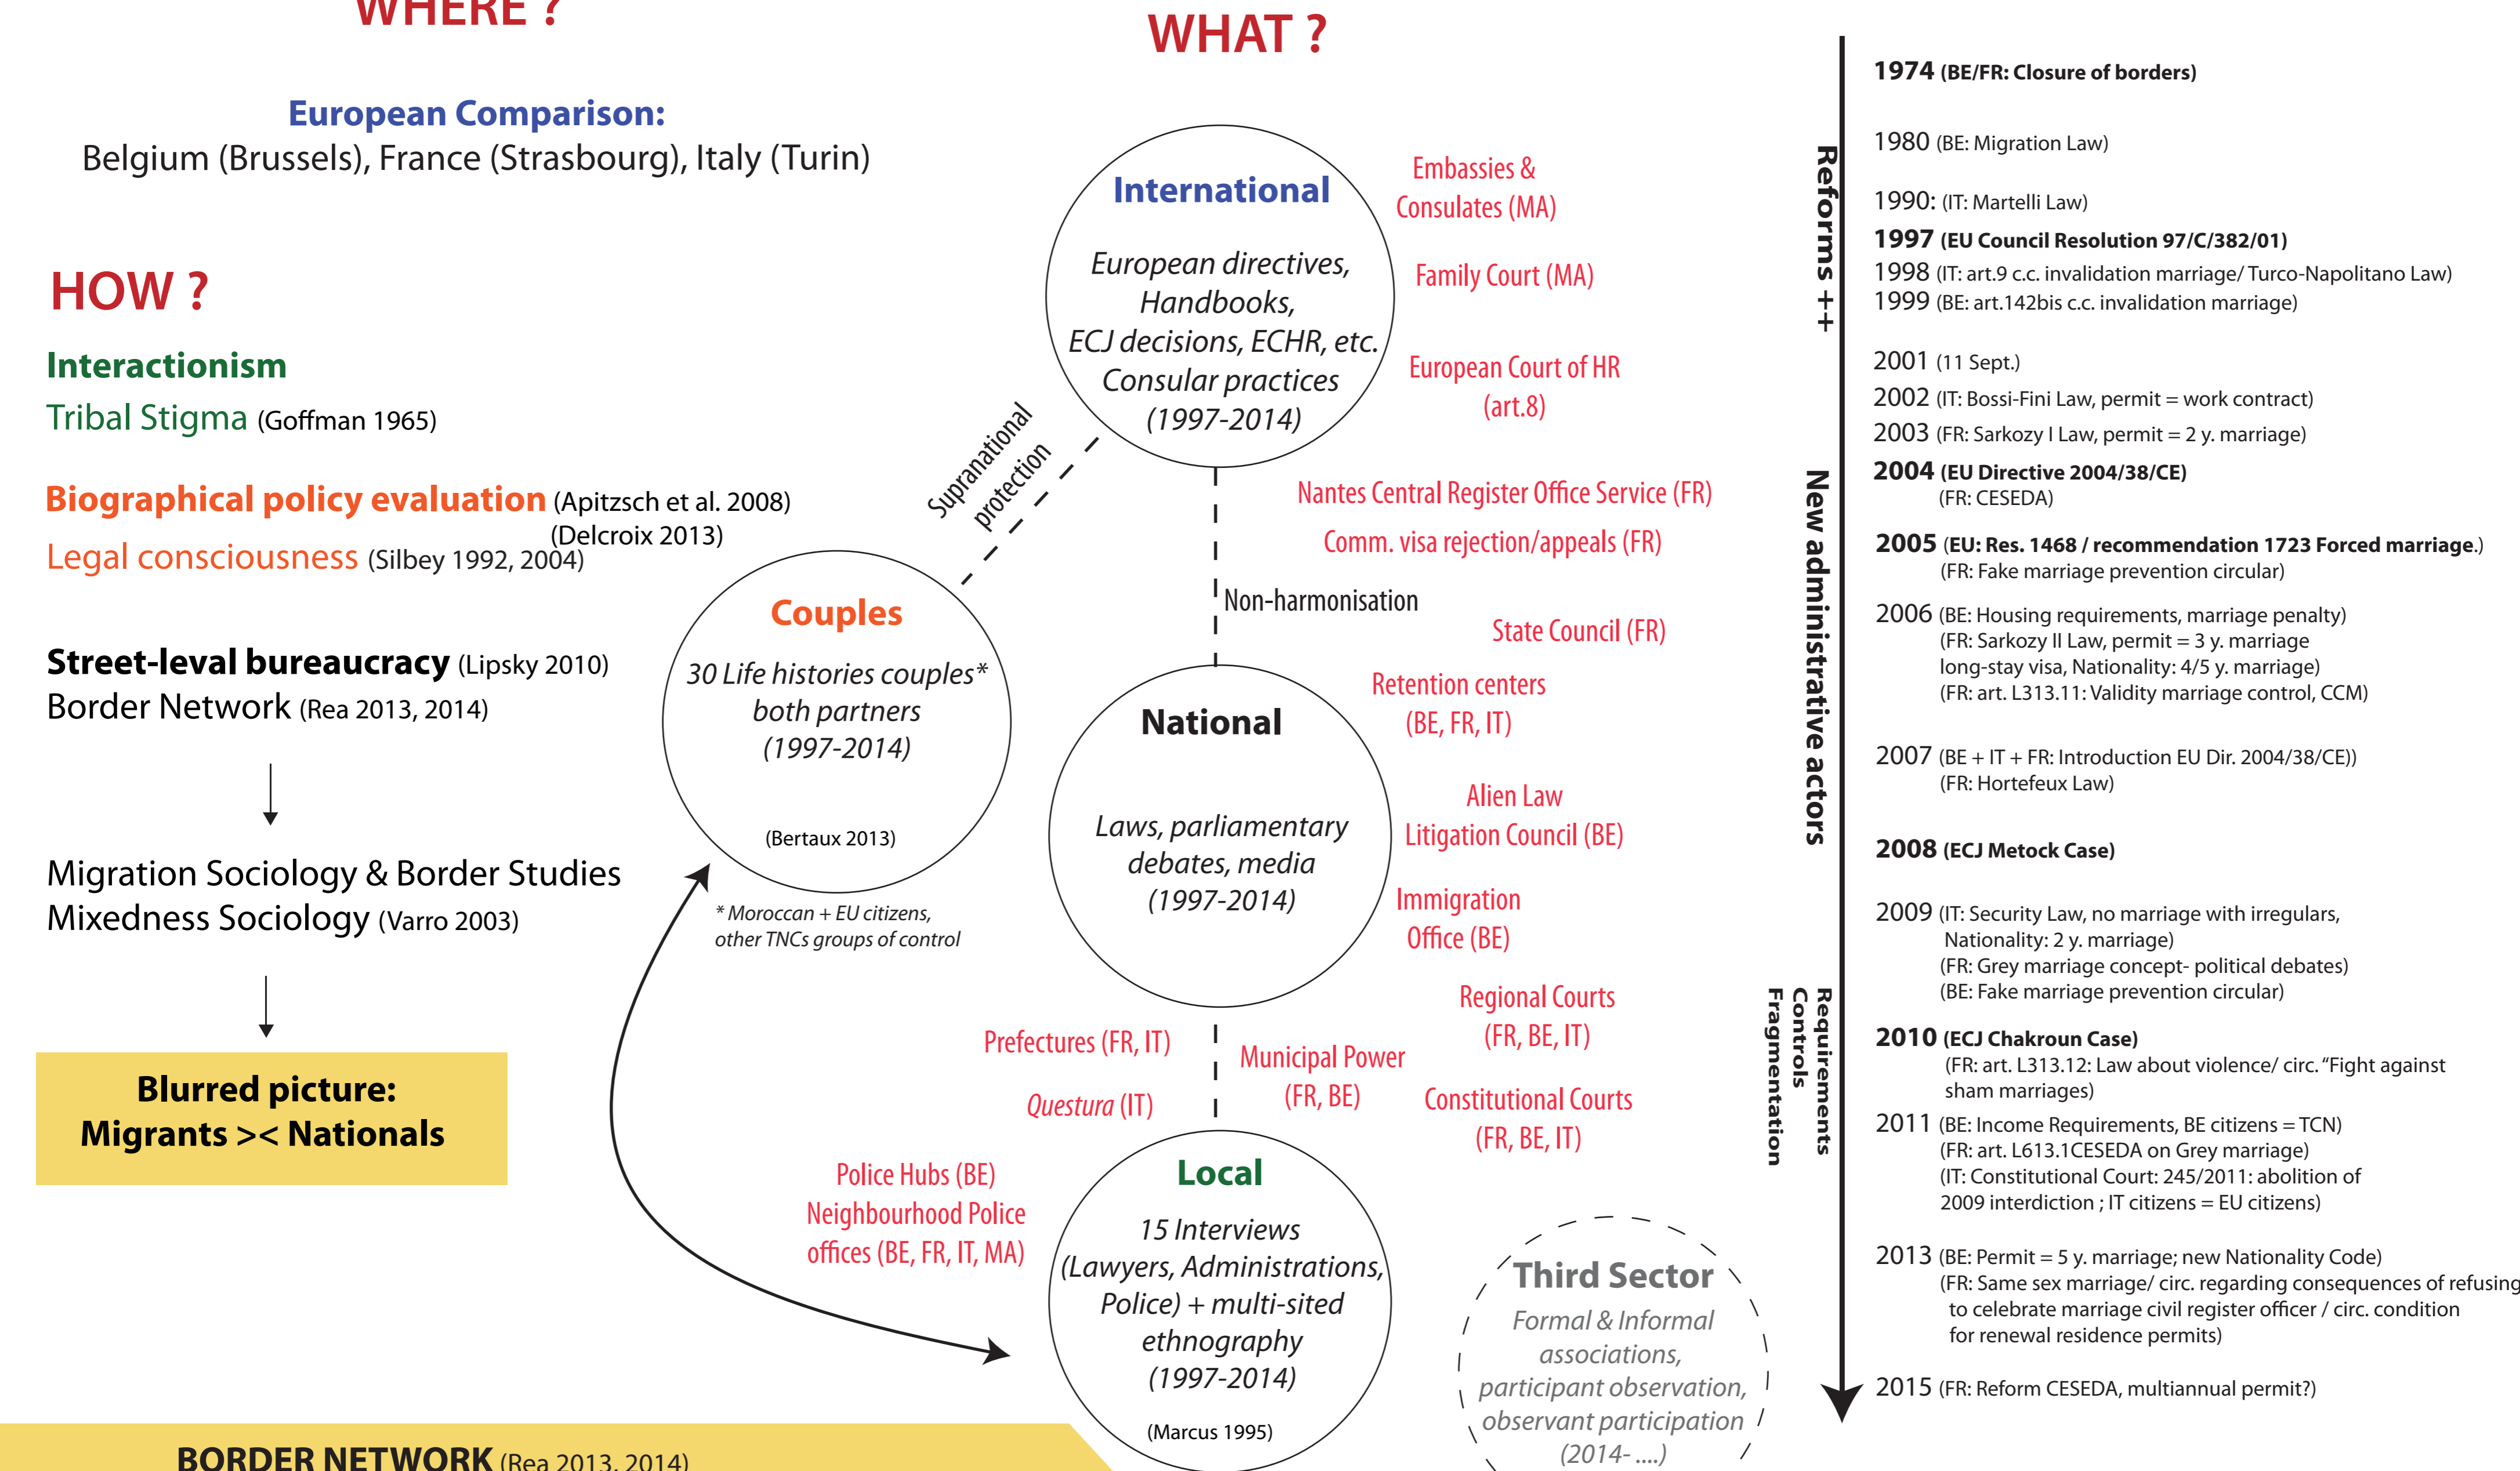 WHERE ?
European Comparison:
Belgium (Brussels), France (Strasbourg), Italy (Turin)
HOW ?
Interactionism
Tribal Stigma (Goffman 1965)
Biographical policy evaluation (Apitzsch et al. 2008)
(Delcroix 2013)
Legal consciousness (Silbey 1992, 2004)
Street-leval bureaucracy (Lipsky 2010)
Border Network (Rea 2013, 2014)
Migration Sociology & Border Studies
Mixedness Sociology (Varro 2003)
Blurred picture:
Migrants >< Nationals
BORDER NETWORK (Rea 2013, 2014)
WHAT ?
International
European directives,
Handbooks,
ECJ decisions, ECHR, etc.
Consular practices
(1997-2014)
Embassies &
Consulates (MA)
Family Court (MA)
European Court of HR
(art.8)
Supranational
protection
Nantes Central Register Office Service (FR)
Comm. visa rejection/appeals (FR)
Non-harmonisation
State Council (FR)
Couples
30 Life histories couples*
both partners
(1997-2014)
(Bertaux 2013)
* Moroccan + EU citizens,
other TNCs groups of control
National
Laws, parliamentary
debates, media
(1997-2014)
Retention centers
(BE, FR, IT)
Alien Law
Litigation Council (BE)
Immigration
Office (BE)
Regional Courts
(FR, BE, IT)
Prefectures (FR, IT)
Municipal Power
(FR, BE)
Questura (IT)
Constitutional Courts
(FR, BE, IT)
Police Hubs (BE)
Neighbourhood Police
offices (BE, FR, IT, MA)
Local
15 Interviews
(Lawyers, Administrations,
Police) + multi-sited
ethnography
(1997-2014)
(Marcus 1995)
Third Sector
Formal & Informal
associations,
participant observation,
observant participation
(2014- ....)
Reforms ++
New administrative actors
Requirements
Controls
Fragmentation
1974 (BE/FR: Closure of borders)
1980 (BE: Migration Law)
1990: (IT: Martelli Law)
1997 (EU Council Resolution 97/C/382/01)
1998 (IT: art.9 c.c. invalidation marriage/ Turco-Napolitano Law)
1999 (BE: art.142bis c.c. invalidation marriage)
2001 (11 Sept.)
2002 (IT: Bossi-Fini Law, permit = work contract)
2003 (FR: Sarkozy I Law, permit = 2 y. marriage)
2004 (EU Directive 2004/38/CE)
(FR: CESEDA)
2005 (EU: Res. 1468 / recommendation 1723 Forced marriage.)
(FR: Fake marriage prevention circular)
2006 (BE: Housing requirements, marriage penalty)
(FR: Sarkozy II Law, permit = 3 y. marriage
long-stay visa, Nationality: 4/5 y. marriage)
(FR: art. L313.11: Validity marriage control, CCM)
2007 (BE + IT + FR: Introduction EU Dir. 2004/38/CE))
(FR: Hortefeux Law)
2008 (ECJ Metock Case)
2009 (IT: Security Law, no marriage with irregulars,
Nationality: 2 y. marriage)
(FR: Grey marriage concept- political debates)
(BE: Fake marriage prevention circular)
2010 (ECJ Chakroun Case)
(FR: art. L313.12: Law about violence/ circ. “Fight against
sham marriages)
2011 (BE: Income Requirements, BE citizens = TCN)
(FR: art. L613.1CESEDA on Grey marriage)
(IT: Constitutional Court: 245/2011: abolition of
2009 interdiction ; IT citizens = EU citizens)
2013 (BE: Permit = 5 y. marriage; new Nationality Code)
(FR: Same sex marriage/ circ. regarding consequences of refusing
to celebrate marriage civil register officer / circ. condition
for renewal residence permits)
2015 (FR: Reform CESEDA, multiannual permit?)